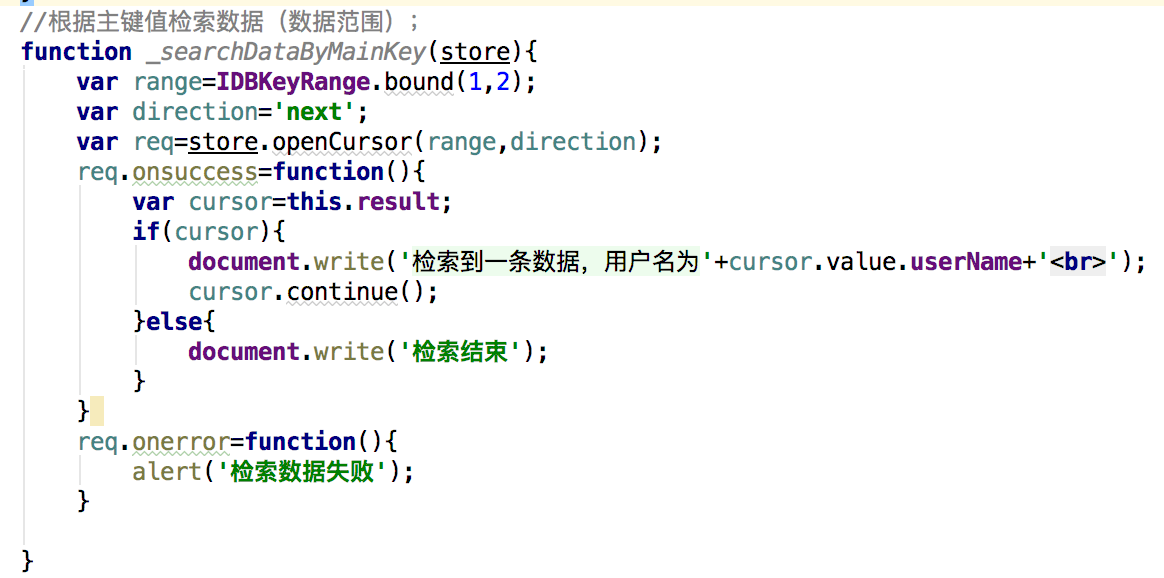 //根据主键值检索数据（数据范围）;
function _searchDataByMainKey(store){
    var range=IDBKeyRange.bound(1,2);
    var direction='next';
    var req=store.openCursor(range,direction);
    req.onsuccess=function(){
        var cursor=this.result;
        if(cursor){
            document.write('检索到一条数据，用户名为'+cursor.value.userName+'<br>');
            cursor.continue();
        }else{
            document.write('检索结束');
        }
    }
    req.onerror=function(){
        alert('检索数据失败');
    }
}